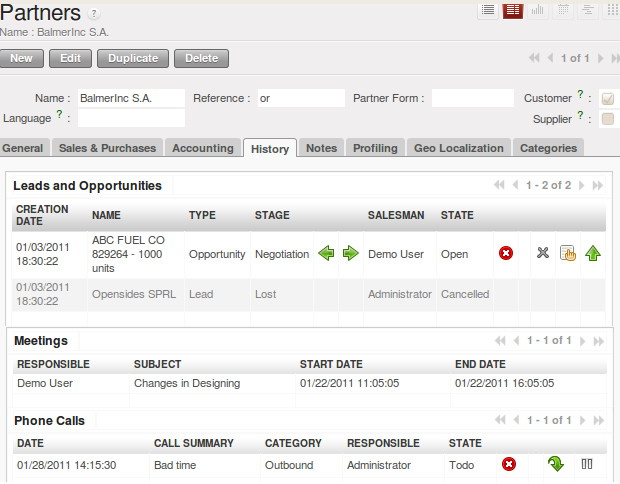 Partners ?
Name : BalmerInc S.A.
New Edit Duplicate Delete 1 of 1
Name : BalmerInc S.A. Reference : or Partner Form : Customer ? :
Language ? : Supplier ? :
General Sales & Purchases Accounting History Notes Profiling Geo Localization Categories
Leads and Opportunities 1 - 2 of 2
CREATION DATE NAME TYPE STAGE SALESMAN STATE
01/03/2011 18:30:22 ABC FUEL CO 829264 - 1000 units Opportunity Negotiation Demo User Open
01/03/2011 18:30:22 Opensides SPRL Lead Lost Administrator Cancelled
Meetings 1 - 1 of 1
RESPONSIBLE SUBJECT START DATE END DATE
Demo User Changes in Designing 01/22/2011 11:05:05 01/22/2011 16:05:05
Phone Calls 1 - 1 of 1
DATE CALL SUMMARY CATEGORY RESPONSIBLE STATE
01/28/2011 14:15:30 Bad time Outbound Administrator Todo